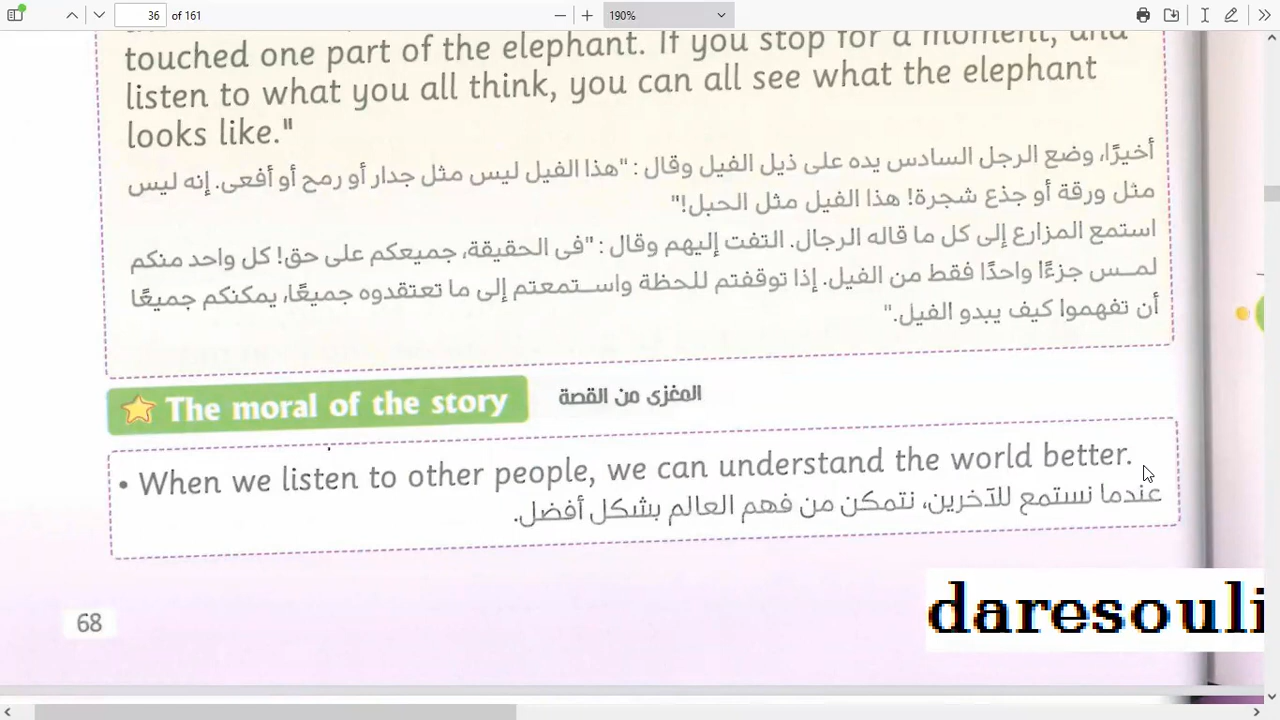 36 of 161
190%
touched one part of the elephant. If you stop for a moment, and
listen to what you all think, you can all see what the elephant
looks like."
أخيرًا، وضع الرجل السادس يده على ذيل الفيل وقال : "هذا الفيل ليس مثل جدار أو رمح أو أفعى. إنه ليس
مثل ورقة أو جذع شجرة! هذا الفيل مثل الحبل!"
استمع المزارع إلى كل ما قاله الرجال. التفت إليهم وقال : "فى الحقيقة، جميعكم على حق! كل واحد منكم
لمس جزءًا واحدًا فقط من الفيل. إذا توقفتم للحظة واستمعتم إلى ما تعتقدوه جميعًا، يمكنكم جميعًا
أن تفهموا كيف يبدو الفيل."
The moral of the story المغزى من القصة
• When we listen to other people, we can understand the world better.
عندما نستمع للآخرين، نتمكن من فهم العالم بشكل أفضل.
68
daresouli